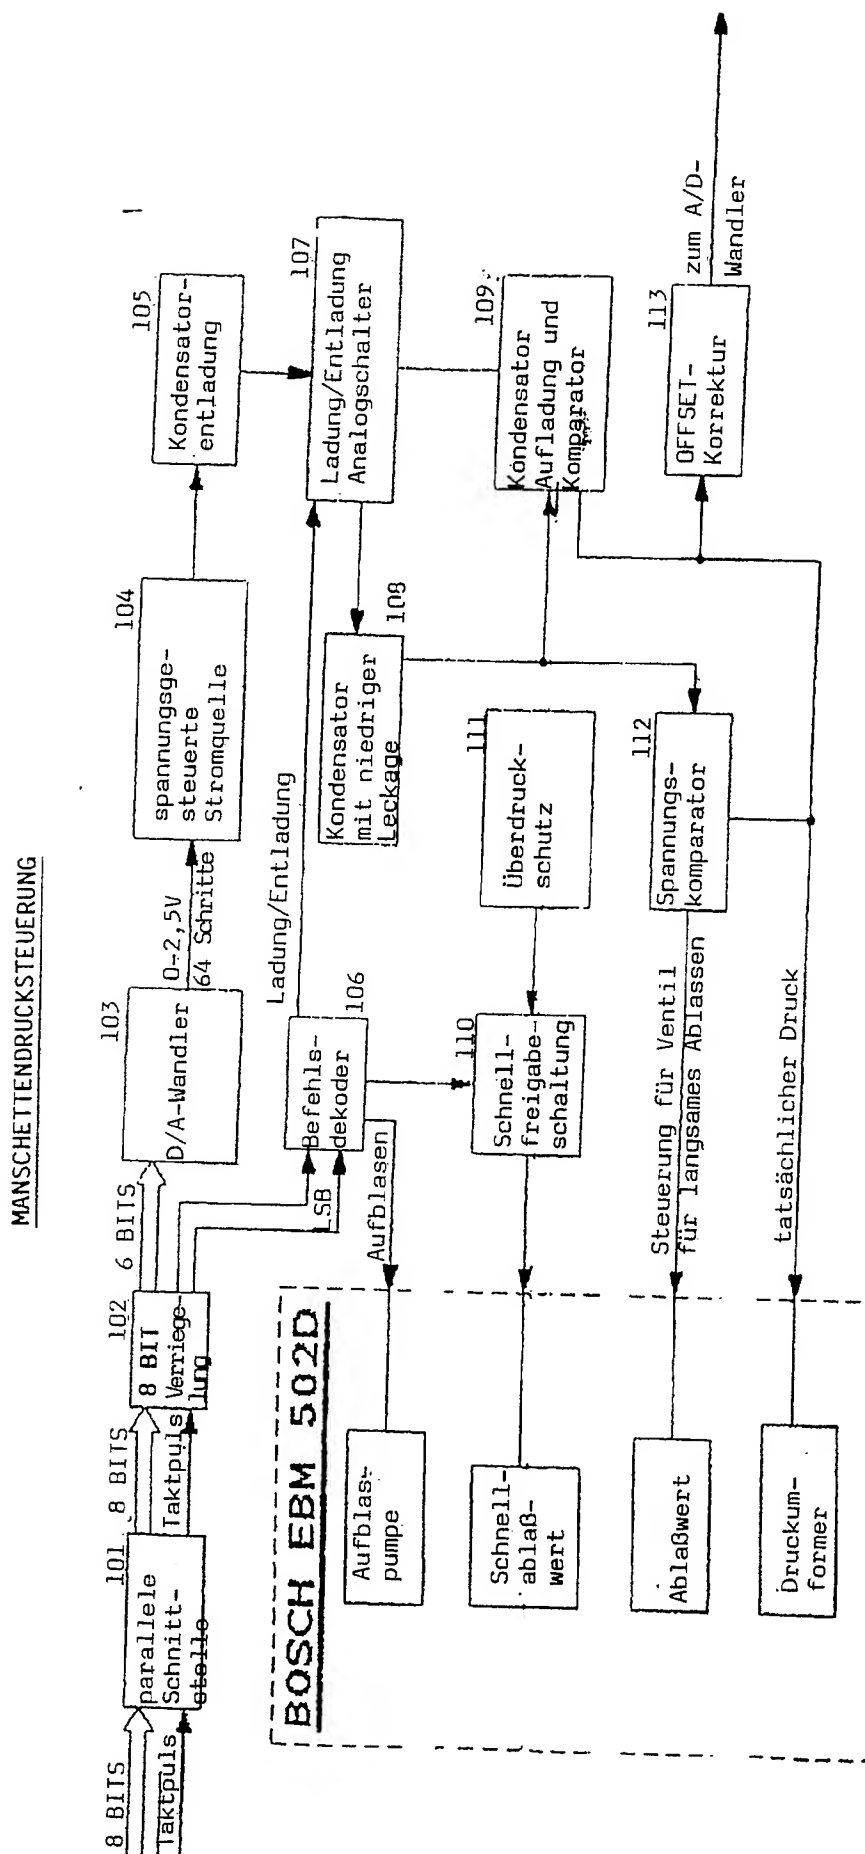 MANSCHETTENDRUCKSTEUERUNG
8 BITS
Taktpuls
101
parallele
Schnitt-
stelle
8 BITS
Taktpuls
102
8 BIT
Verriege-
lung
6 BITS
LSB
103
D/A-Wandler
0-2,5V
64 Schritte
104
spannungsge-
steuerte
Stromquelle
105
Kondensator-
entladung
106
Befehls-
dekoder
Ladung/Entladung
107
Ladung/Entladung
Analogschalter
108
Kondensator
mit niedriger
Leckage
109
Kondensator
Aufladung und
Komparator
Aufblasen
110
Schnell-
freigabe-
schaltung
111
Überdruck-
schutz
112
Spannungs-
komparator
113
OFFSET-
Korrektur
zum A/D-
Wandler
Steuerung für Ventil
für langsames Ablassen
tatsächlicher Druck
BOSCH EBM 502D
Aufblas-
pumpe
Schnell-
ablaß-
wert
Ablaßwert
Druckum-
former